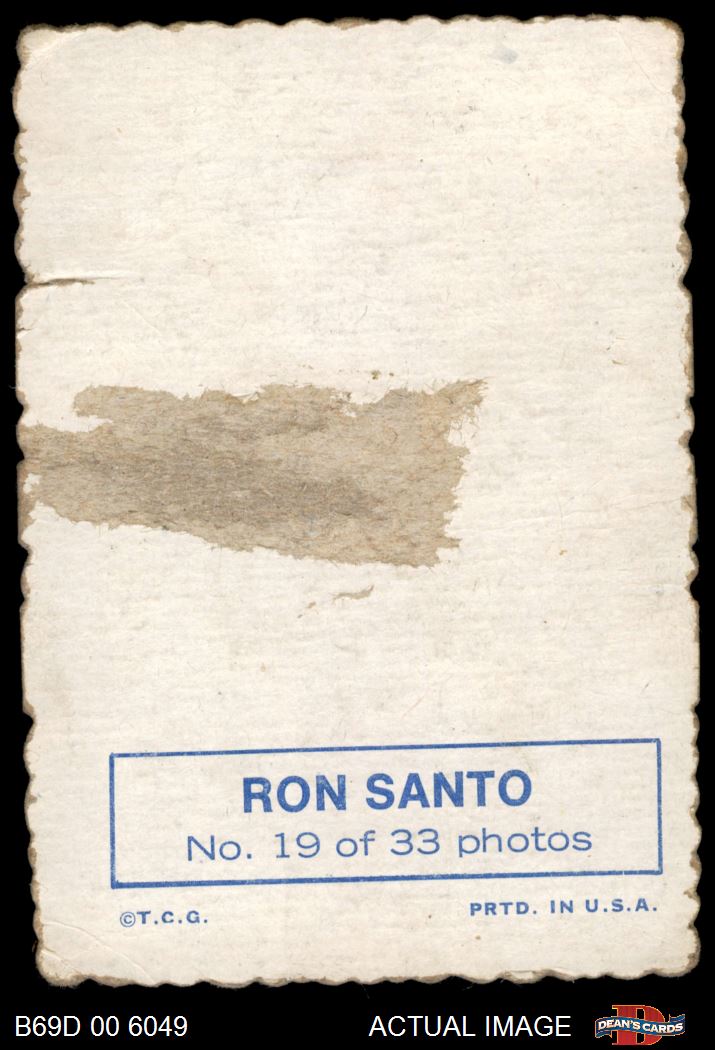 RON SANTO
No. 19 of 33 photos
©T.C.G.
PRTD. IN U.S.A.
B69D 00 6049
ACTUAL IMAGE
DEAN'S CARDS